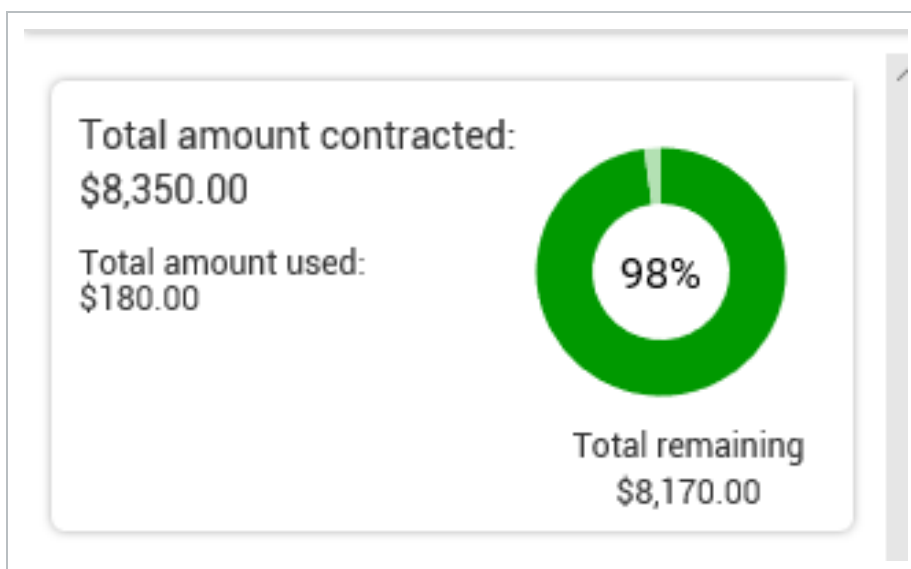 Total amount contracted:
$8,350.00
Total amount used:
$180.00
98%
Total remaining
$8,170.00